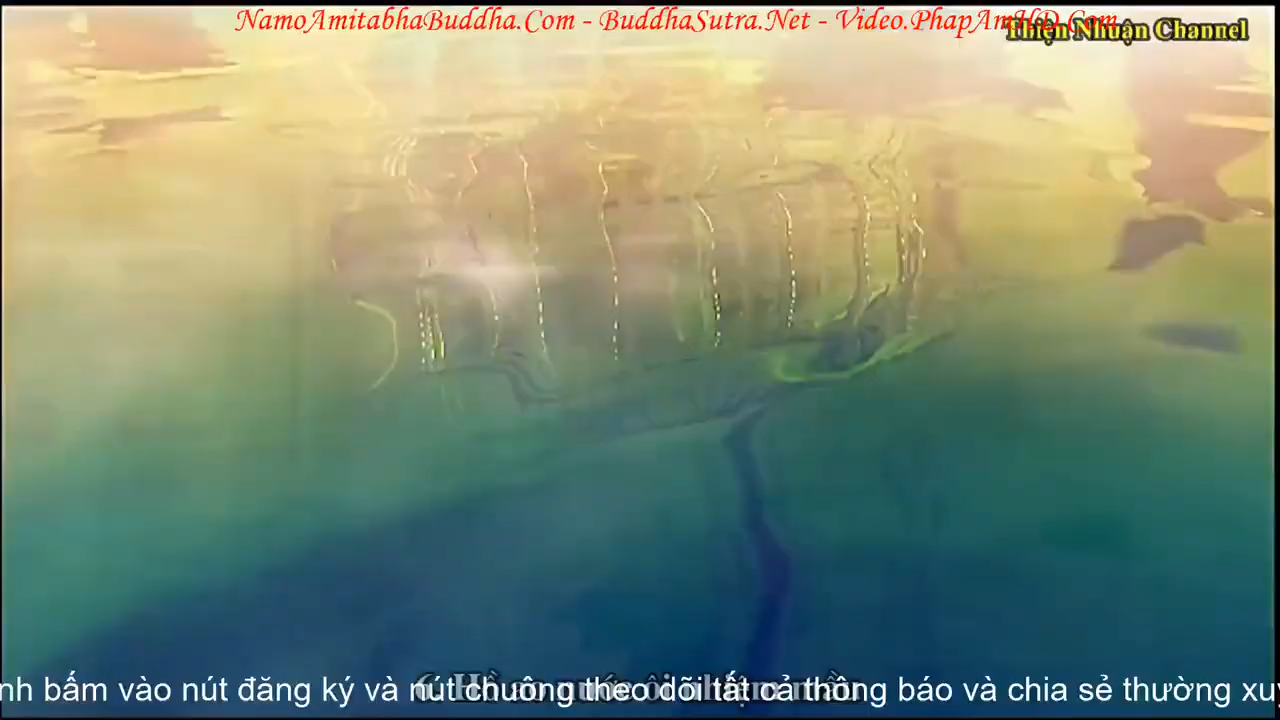 NamoAmitabhaBuddha.Com - BuddhaSutra.Net - Video.PhapAmHD.Com
Thiện Nhuận Channel
nh bấm vào nút đăng ký và nút chuông theo dõi tất cả thông báo và chia sẻ thường xuy